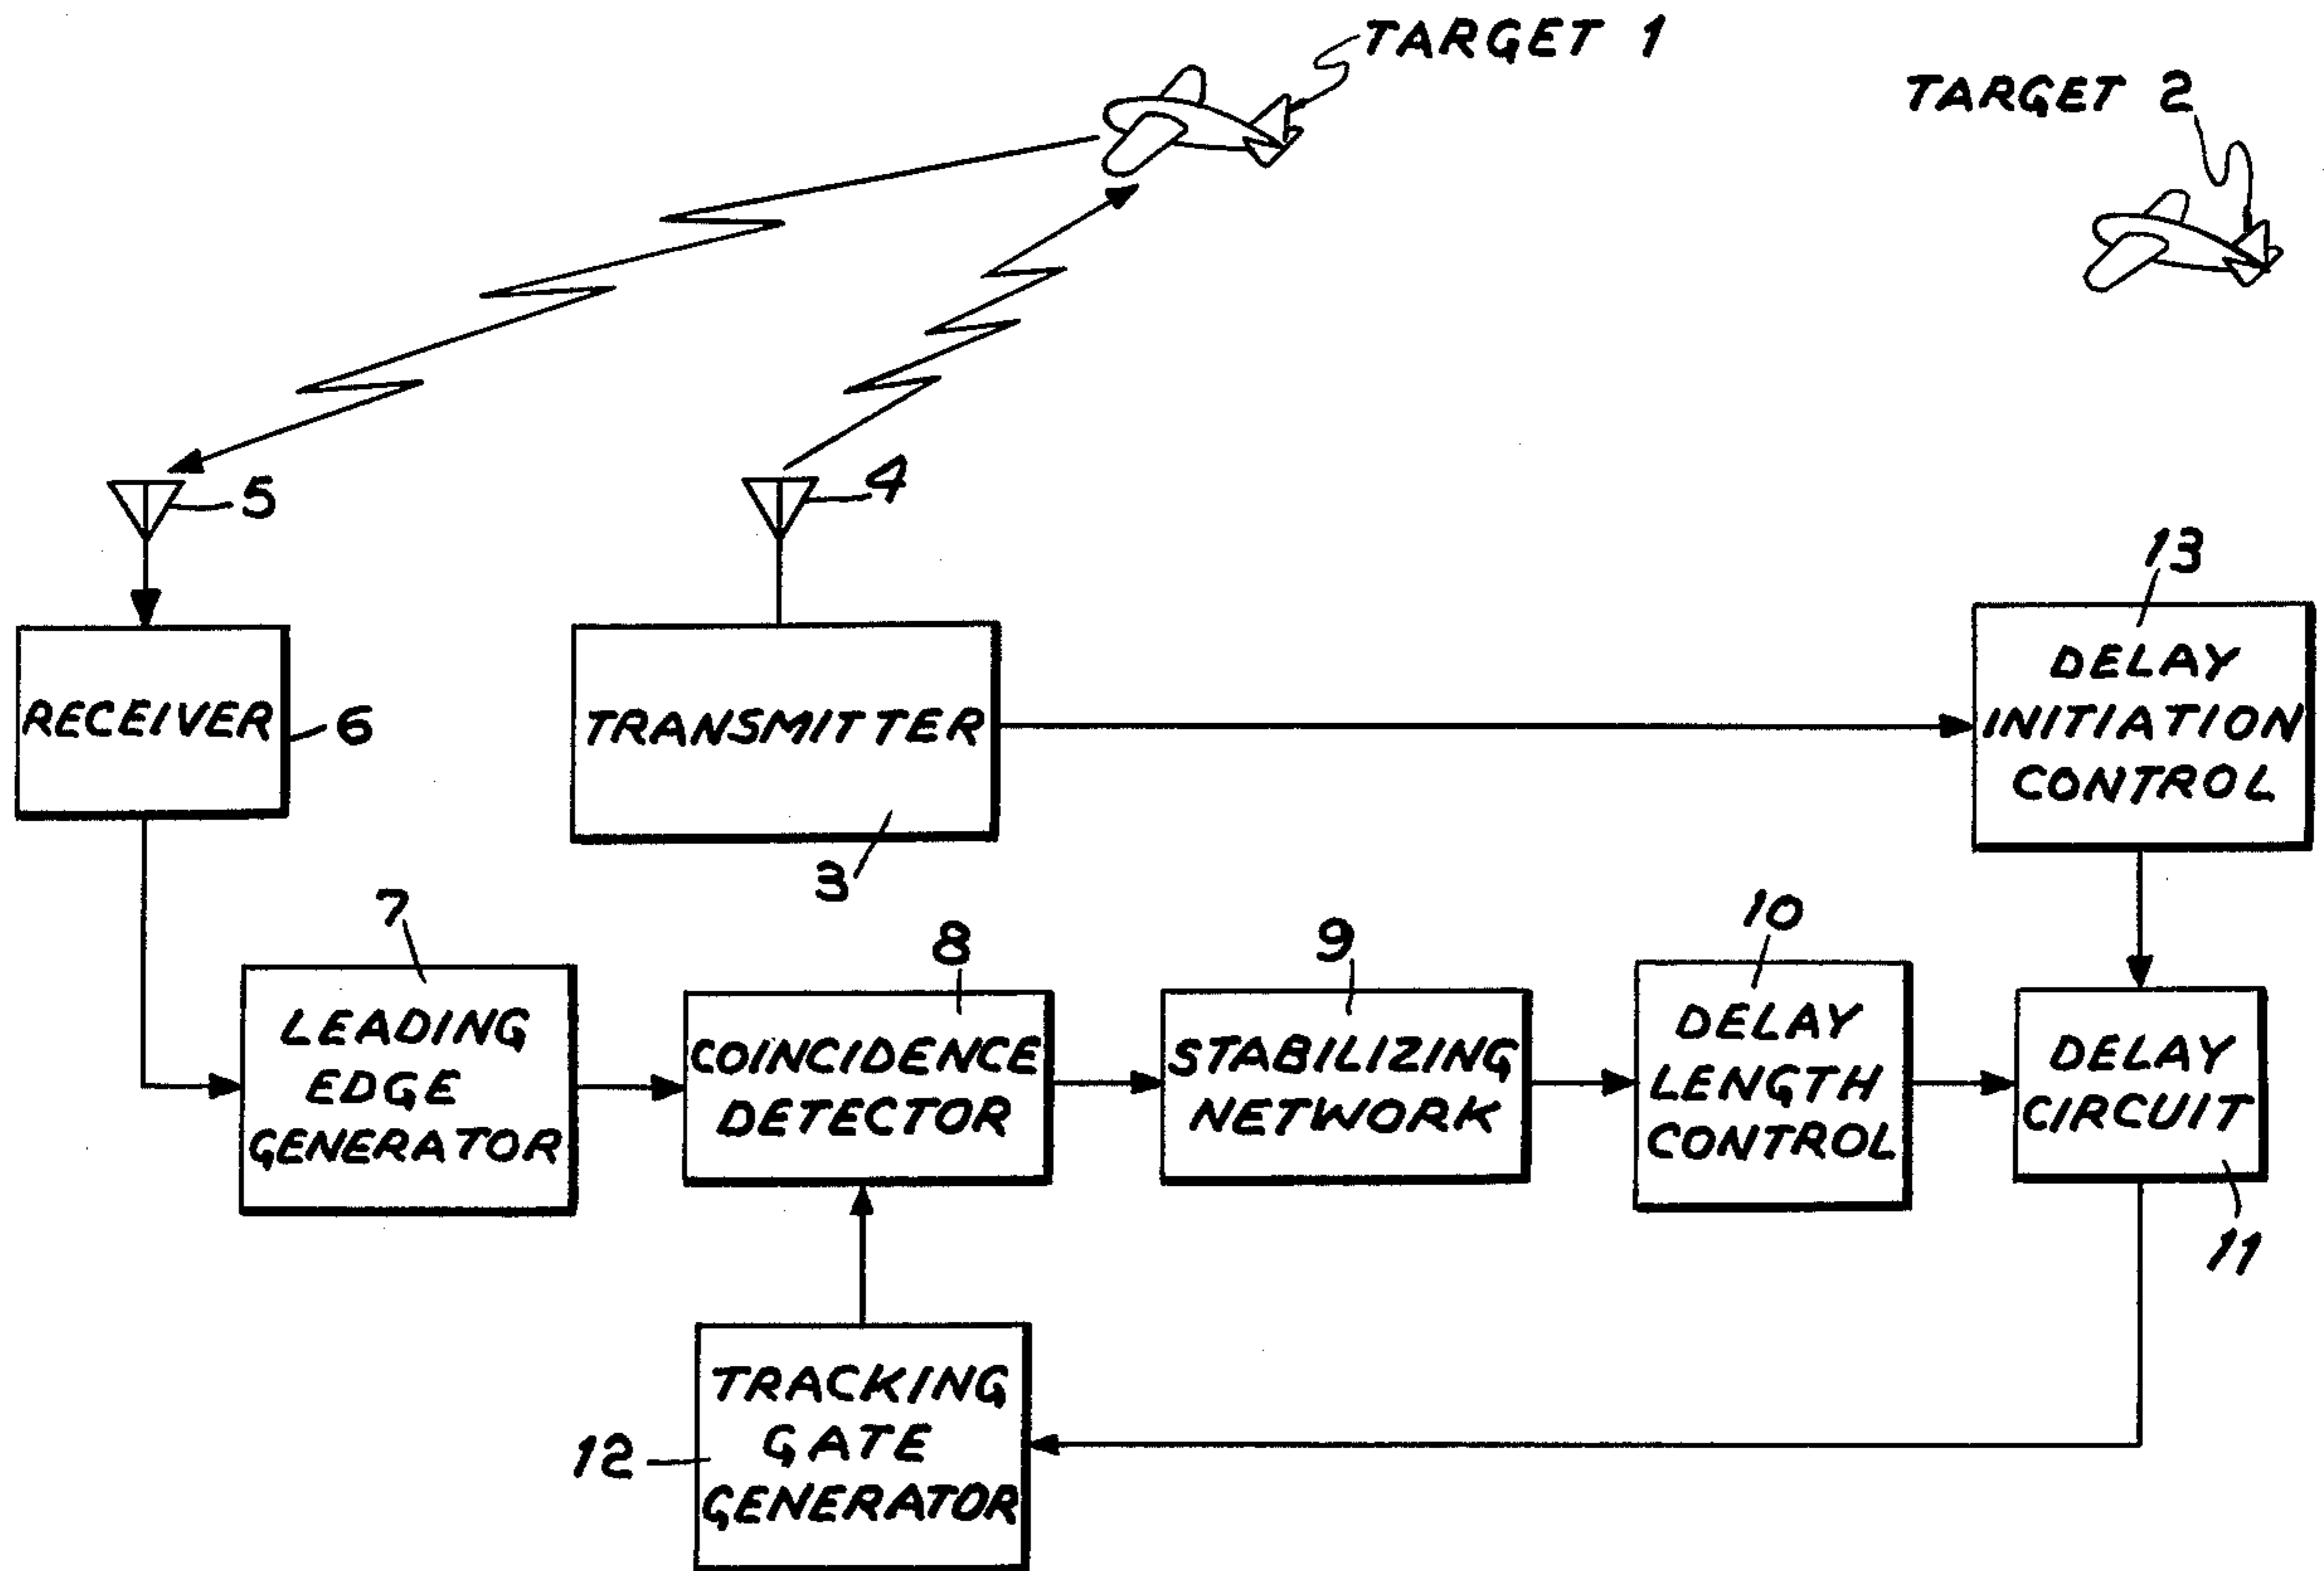 TARGET 1
TARGET 2
5
4
13
RECEIVER
6
TRANSMITTER
3
DELAY
INITIATION
CONTROL
7
8
9
10
LEADING
EDGE
GENERATOR
COINCIDENCE
DETECTOR
STABILIZING
NETWORK
DELAY
LENGTH
CONTROL
DELAY
CIRCUIT
11
12
TRACKING
GATE
GENERATOR